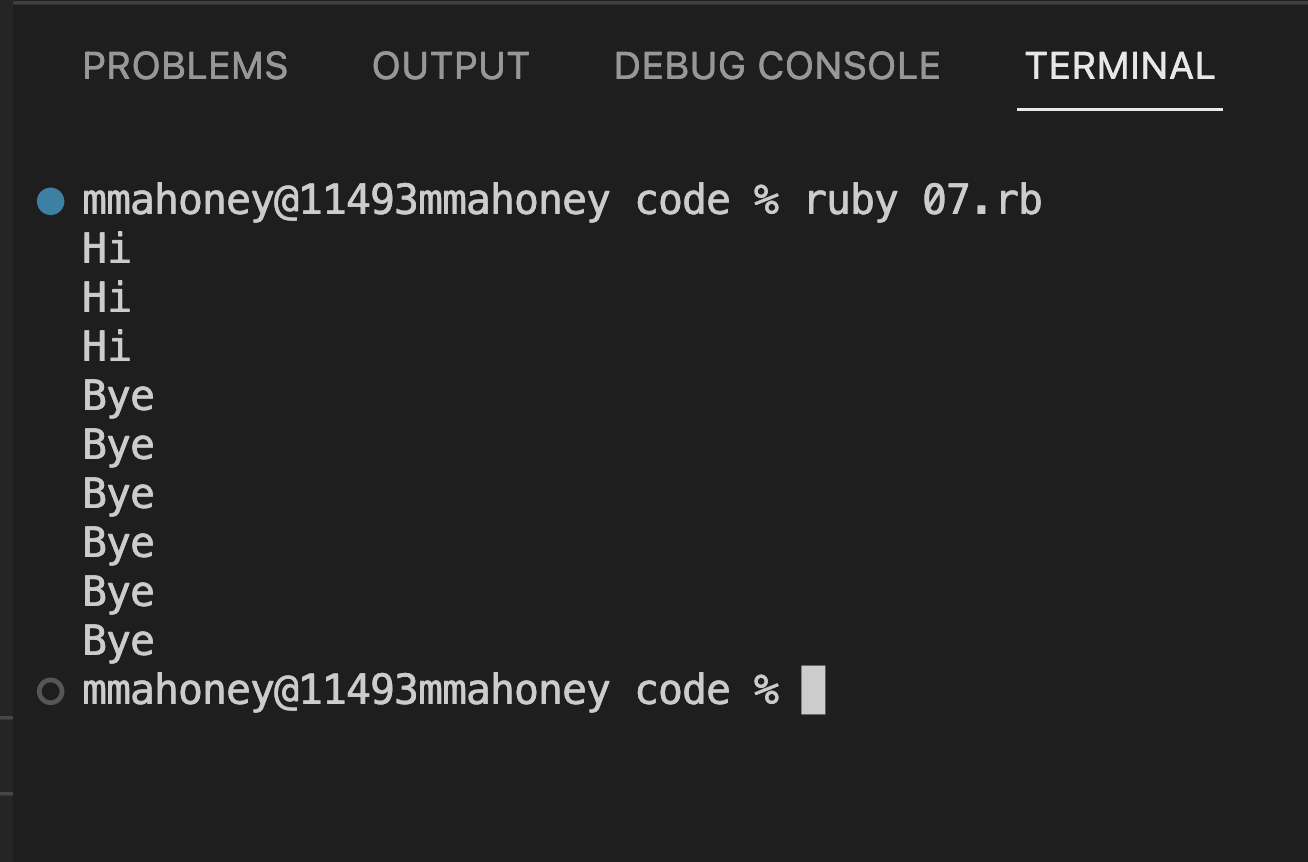 PROBLEMS OUTPUT DEBUG CONSOLE TERMINAL
mmahoney@11493mmahoney code % ruby 07.rb
Hi
Hi
Hi
Bye
Bye
Bye
Bye
Bye
Bye
mmahoney@11493mmahoney code %